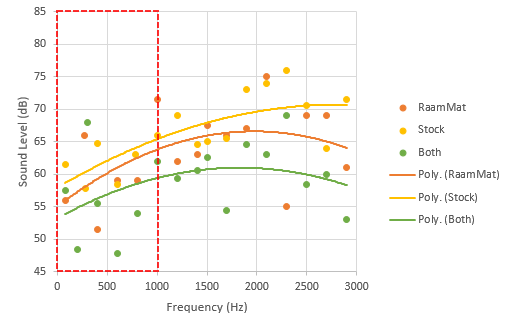 85
80
75
70
65
60
55
50
45
Sound Level (dB)
0
500
1000
1500
2000
2500
3000
Frequency (Hz)
RaamMat
Stock
Both
Poly. (RaamMat)
Poly. (Stock)
Poly. (Both)